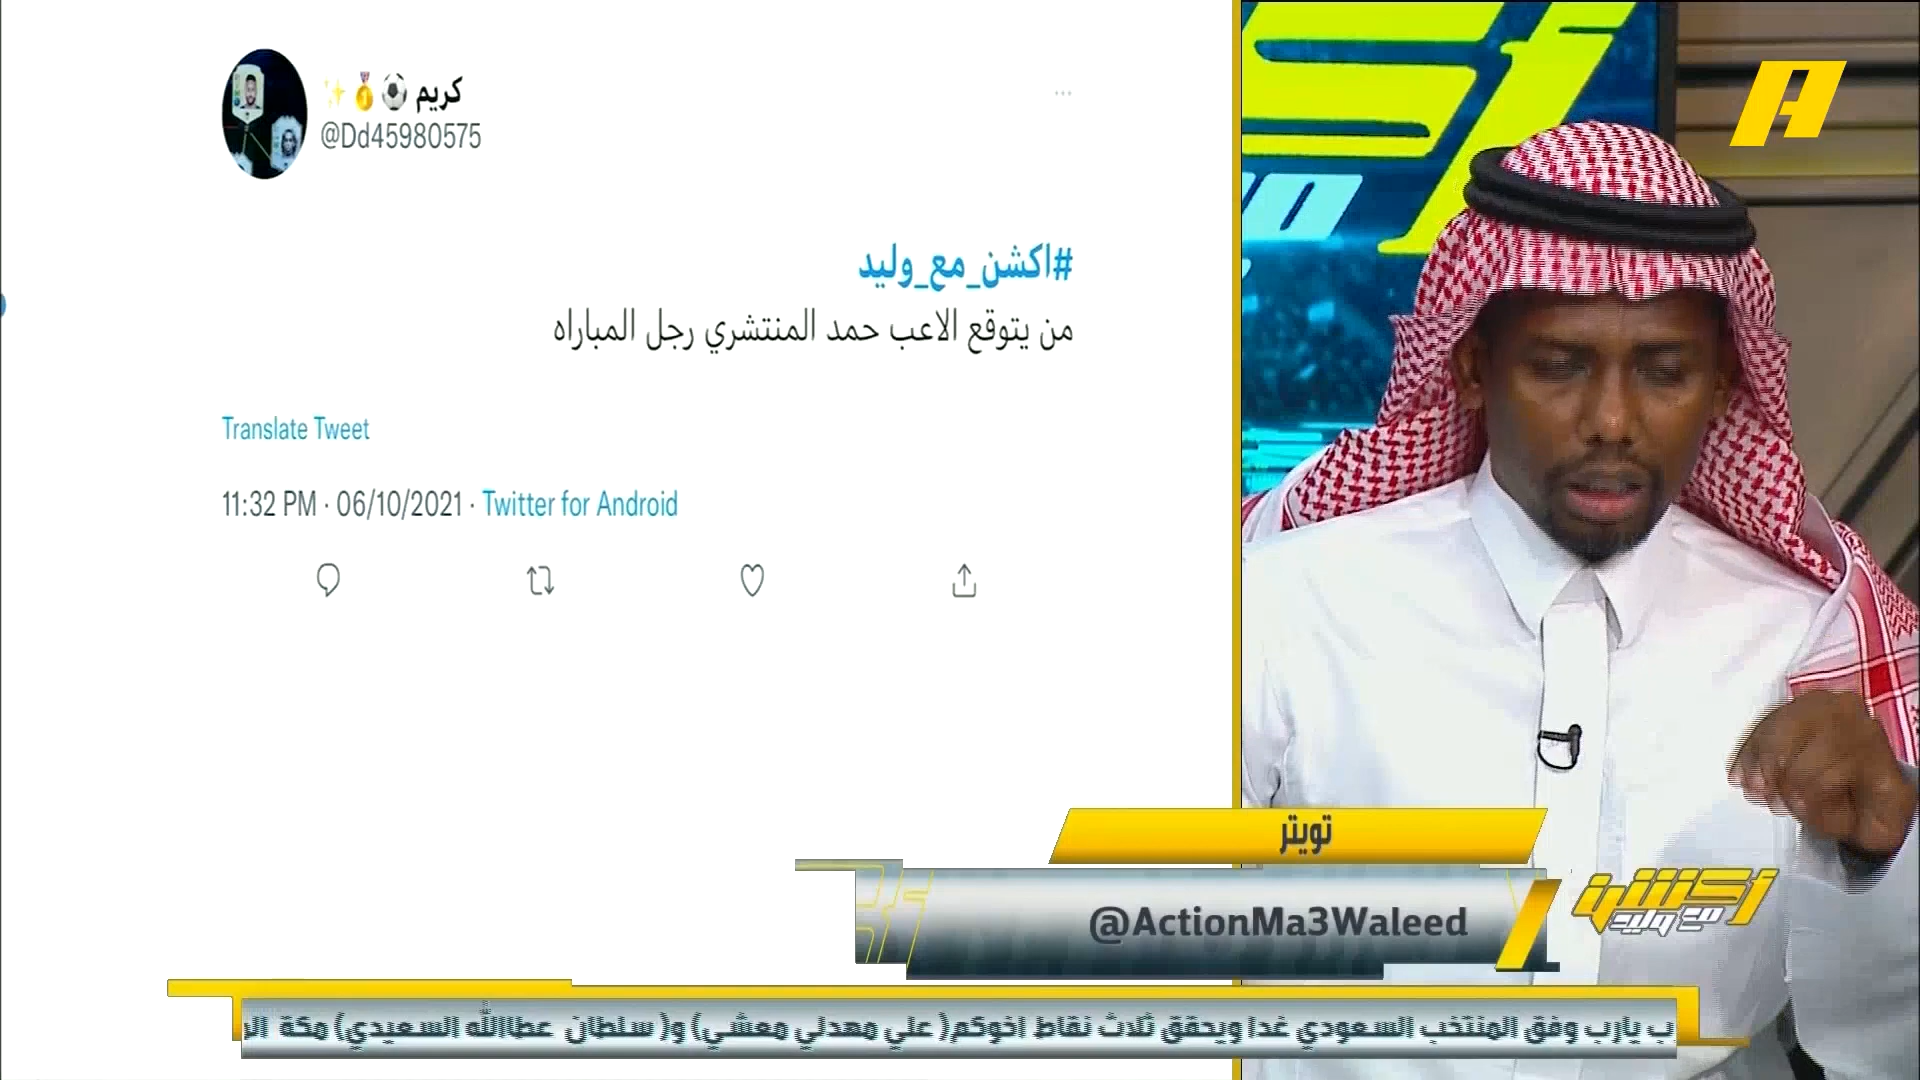 كريم ⚽🥇✨
@Dd45980575
#اكشن_مع_وليد
من يتوقع الاعب حمد المنتشري رجل المباراه
Translate Tweet
11:32 PM · 06/10/2021 · Twitter for Android
تويتر
@ActionMa3Waleed
أكشن
مع وليد
ب يارب وفق المنتخب السعودي غدا ويحقق ثلاث نقاط اخوكم( علي مهدلي معشي) و( سلطان عطاالله السعيدي) مكة الر